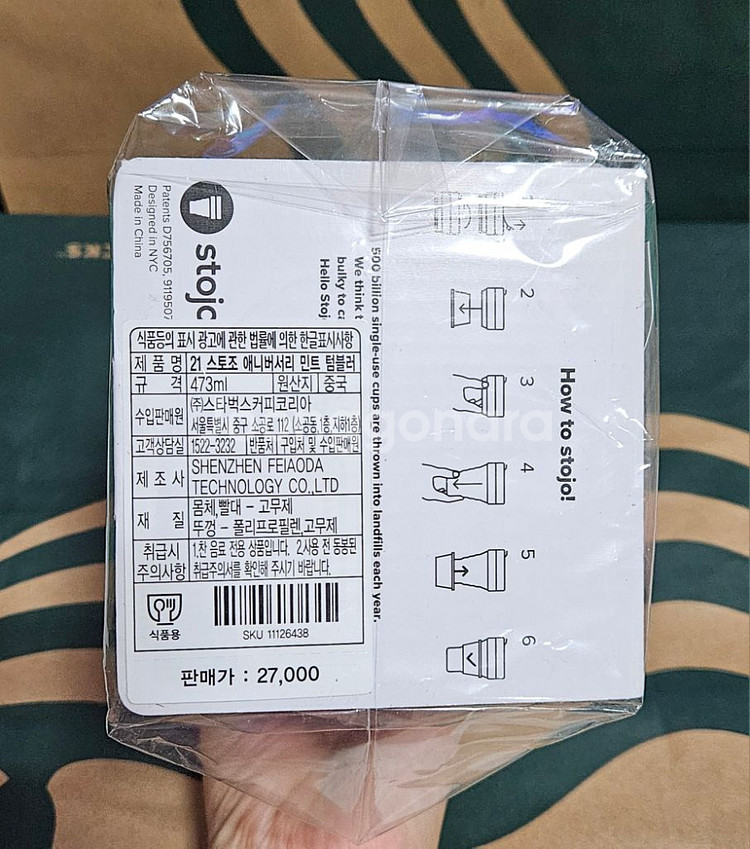 stojo
Patents D756705, 9119507
Designed in NYC
Made in China
We think t
bulky to ca
Hello Stoj
500 billion single-use cups are thrown into landfills each year.
식품등의 표시 광고에 관한 법률에 의한 한글표시사항
제 품 명 21 스토조 애니버서리 민트 텀블러
규 격 473ml 원산지 중국
수입판매원 (주)스타벅스커피코리아
서울특별시 중구 소공로 112 (소공동,1층,지하1층)
고객상담실 1522-3232 반품처 구입처 및 수입판매원
제 조 사 SHENZHEN FEIAODA
TECHNOLOGY CO.,LTD
재 질 몸체,빨대 - 고무제
뚜껑 - 폴리프로필렌,고무제
취급시 주의사항 1.찬 음료 전용 상품입니다. 2.사용 전 동봉된
취급주의서를 확인해 주시기 바랍니다.
식품용
SKU 11126438
판매가 : 27,000
How to stojo!
2
3
4
5
6